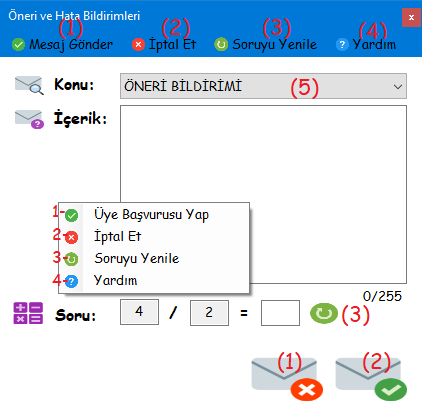 Öneri ve Hata Bildirimleri x
(1) (2) (3) (4)
Mesaj Gönder İptal Et Soruyu Yenile Yardım
Konu: ÖNERİ BİLDİRİMİ (5)
İçerik:
1- Üye Başvurusu Yap
2- İptal Et
3- Soruyu Yenile
4- Yardım
0/255
Soru: 4 / 2 = (3)
(1) (2)